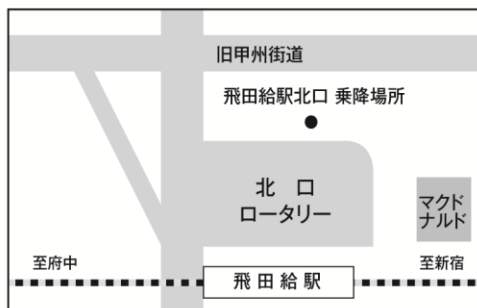 旧甲州街道
飛田給駅北口 乗降場所
北　口
ロータリー
マクド
ナルド
至府中
至新宿
飛田給駅